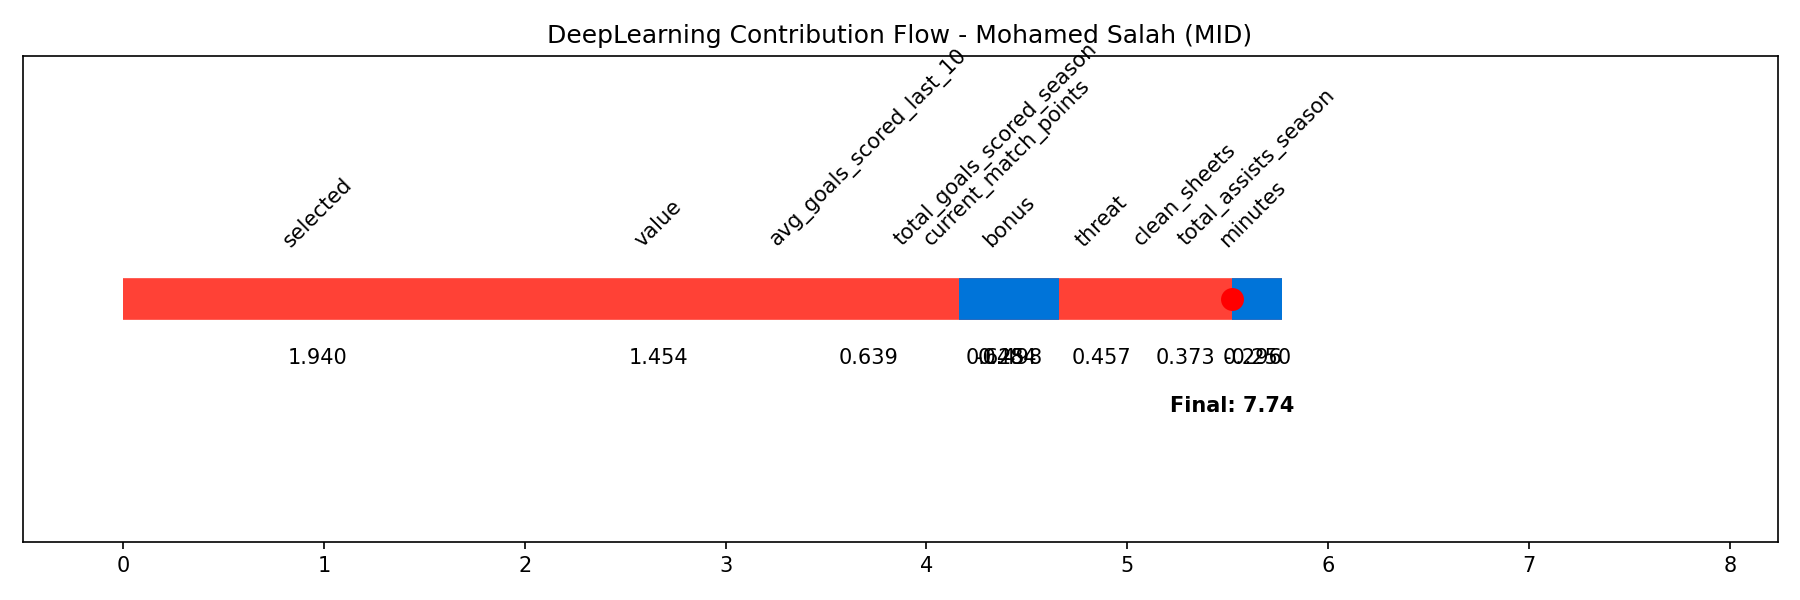 DeepLearning Contribution Flow - Mohamed Salah (MID)
selected
value
avg_goals_scored_last_10
total_goals_scored_season
current_match_points
bonus
threat
clean_sheets
total_assists_season
minutes
1.940
1.454
0.639
0.457
0.373
Final: 7.74
0
1
2
3
4
5
6
7
8